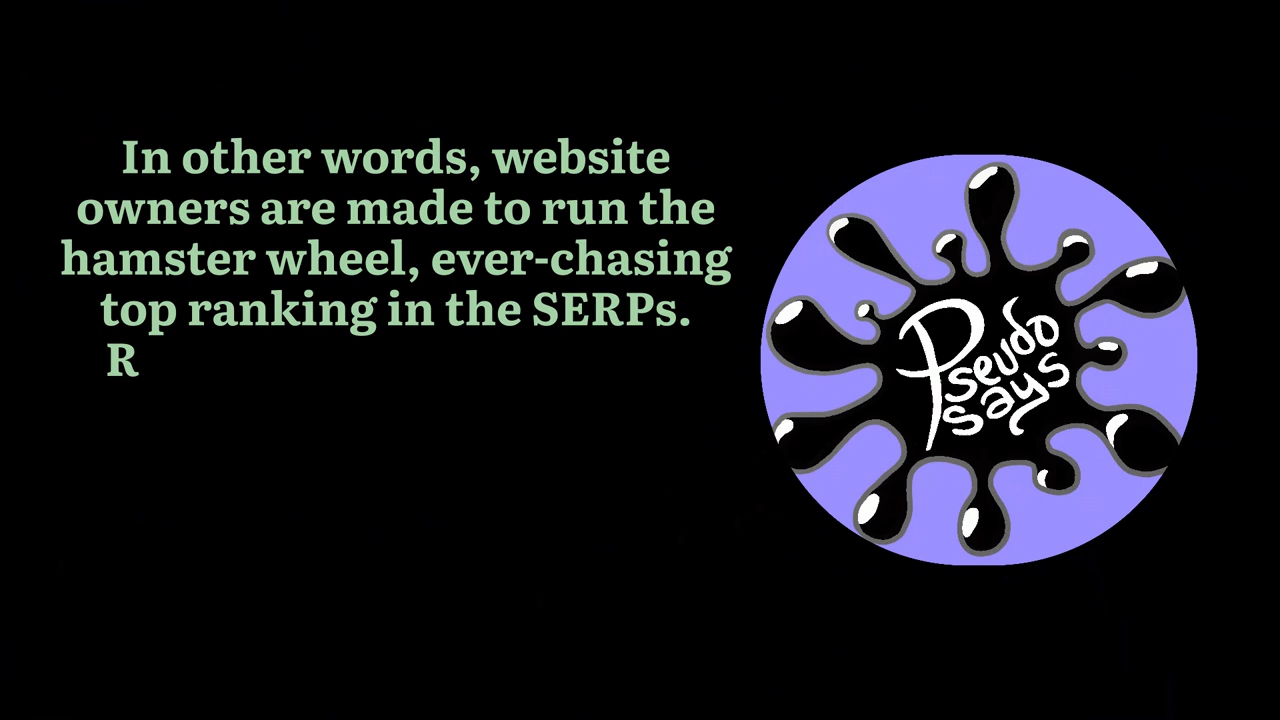 In other words, website
owners are made to run the
hamster wheel, ever-chasing
top ranking in the SERPs.
R
Pseudo
says